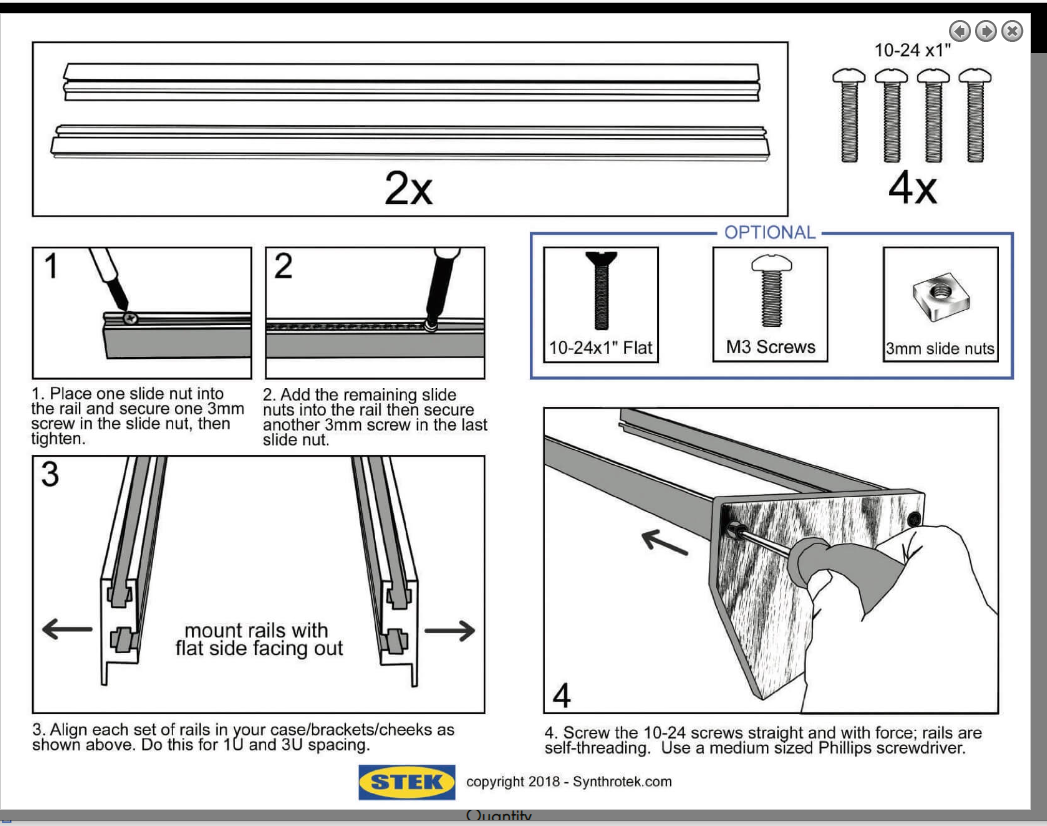 10-24 x1"
2x
4x
OPTIONAL
1
2
10-24x1" Flat
M3 Screws
3mm slide nuts
1. Place one slide nut into
the rail and secure one 3mm
screw in the slide nut, then
tighten.
2. Add the remaining slide
nuts into the rail then secure
another 3mm screw in the last
slide nut.
3
mount rails with
flat side facing out
4
3. Align each set of rails in your case/brackets/cheeks as
shown above. Do this for 1U and 3U spacing.
4. Screw the 10-24 screws straight and with force; rails are
self-threading.  Use a medium sized Phillips screwdriver.
STEK
copyright 2018 - Synthrotek.com
Quantity